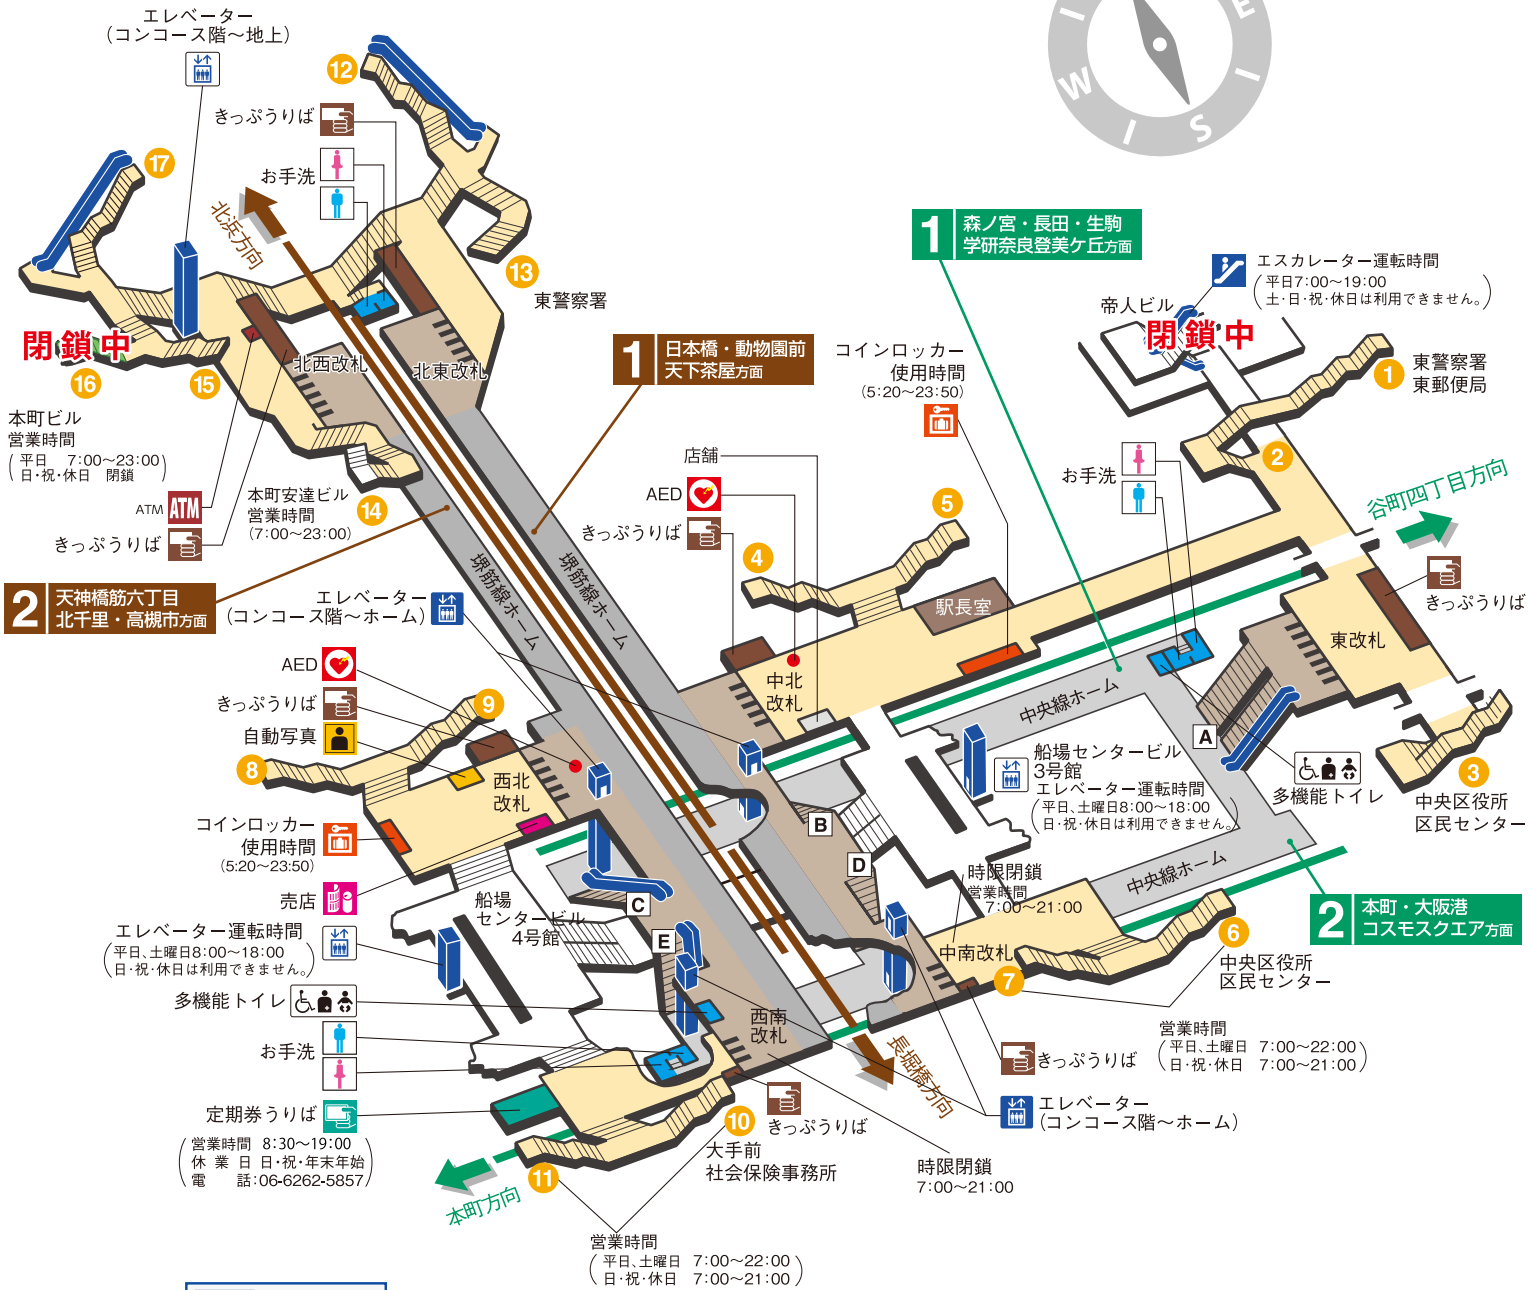 エレベーター
(コンコース階～地上)
12
きっぷうりば
お手洗
17
北浜方向
13
東警察署
閉鎖中
16
15
北西改札
北東改札
本町ビル
営業時間
平日 7:00～23:00
日・祝・休日 閉鎖
ATM ATM
きっぷうりば
本町安達ビル
営業時間
(7:00～23:00)
14
1 日本橋・動物園前
天下茶屋方面
2 天神橋筋六丁目
北千里・高槻市方面
堺筋線ホーム
堺筋線ホーム
エレベーター
(コンコース階～ホーム)
E
I
S
I
W
I
1 森ノ宮・長田・生駒
学研奈良登美ケ丘方面
エスカレーター運転時間
平日7:00～19:00
土・日・祝・休日は利用できません。
帝人ビル
閉鎖中
1
東警察署
東郵便局
2
コインロッカー
使用時間
(5:20～23:50)
店舗
AED
きっぷうりば
5
4
お手洗
谷町四丁目方向
きっぷうりば
駅長室
東改札
中北
改札
中央線ホーム
A
船場センタービル
3号館
エレベーター運転時間
平日、土曜日8:00～18:00
日・祝・休日は利用できません。
多機能トイレ
3
中央区役所
区民センター
B
D
中央線ホーム
時限閉鎖
営業時間
7:00～21:00
2 本町・大阪港
コスモスクエア方面
6
中央区役所
区民センター
中南改札
7
営業時間
平日、土曜日 7:00～22:00
日・祝・休日 7:00～21:00
きっぷうりば
エレベーター
(コンコース階～ホーム)
AED
きっぷうりば
自動写真
9
8
西北
改札
コインロッカー
使用時間
(5:20～23:50)
売店
船場
センタービル
4号館
C
E
エレベーター運転時間
平日、土曜日8:00～18:00
日・祝・休日は利用できません。
多機能トイレ
お手洗
西南
改札
長堀橋方向
定期券うりば
営業時間 8:30～19:00
休業日 日・祝・年末年始
電話:06-6262-5857
10
大手前
社会保険事務所
きっぷうりば
時限閉鎖
7:00～21:00
11
本町方向
営業時間
平日、土曜日 7:00～22:00
日・祝・休日 7:00～21:00